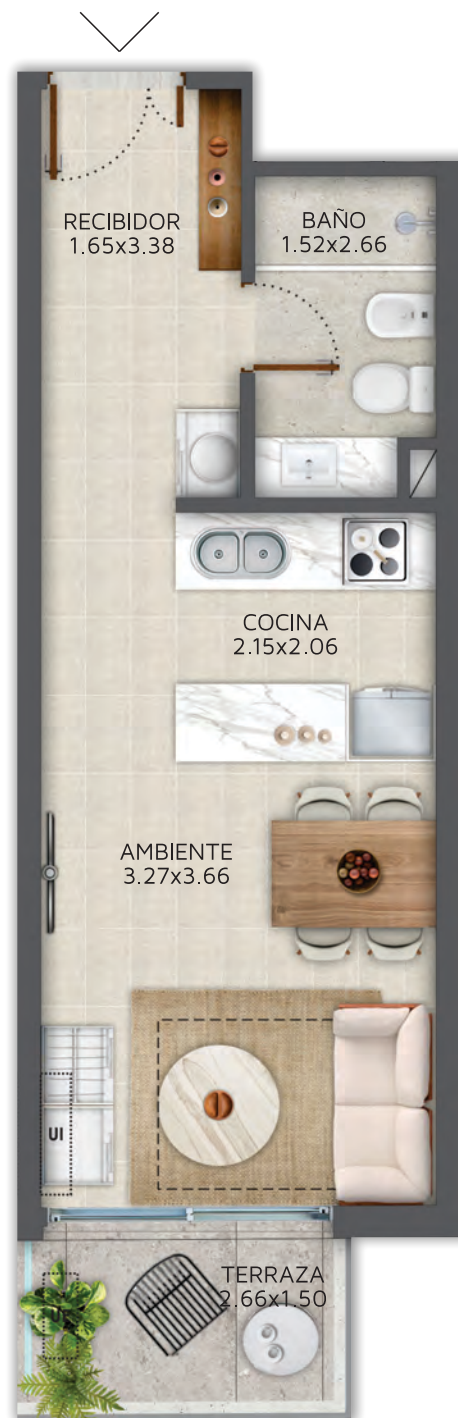 RECIBIDOR
1.65x3.38
BAÑO
1.52x2.66
COCINA
2.15x2.06
AMBIENTE
3.27x3.66
UI
TERRAZA
2.66x1.50